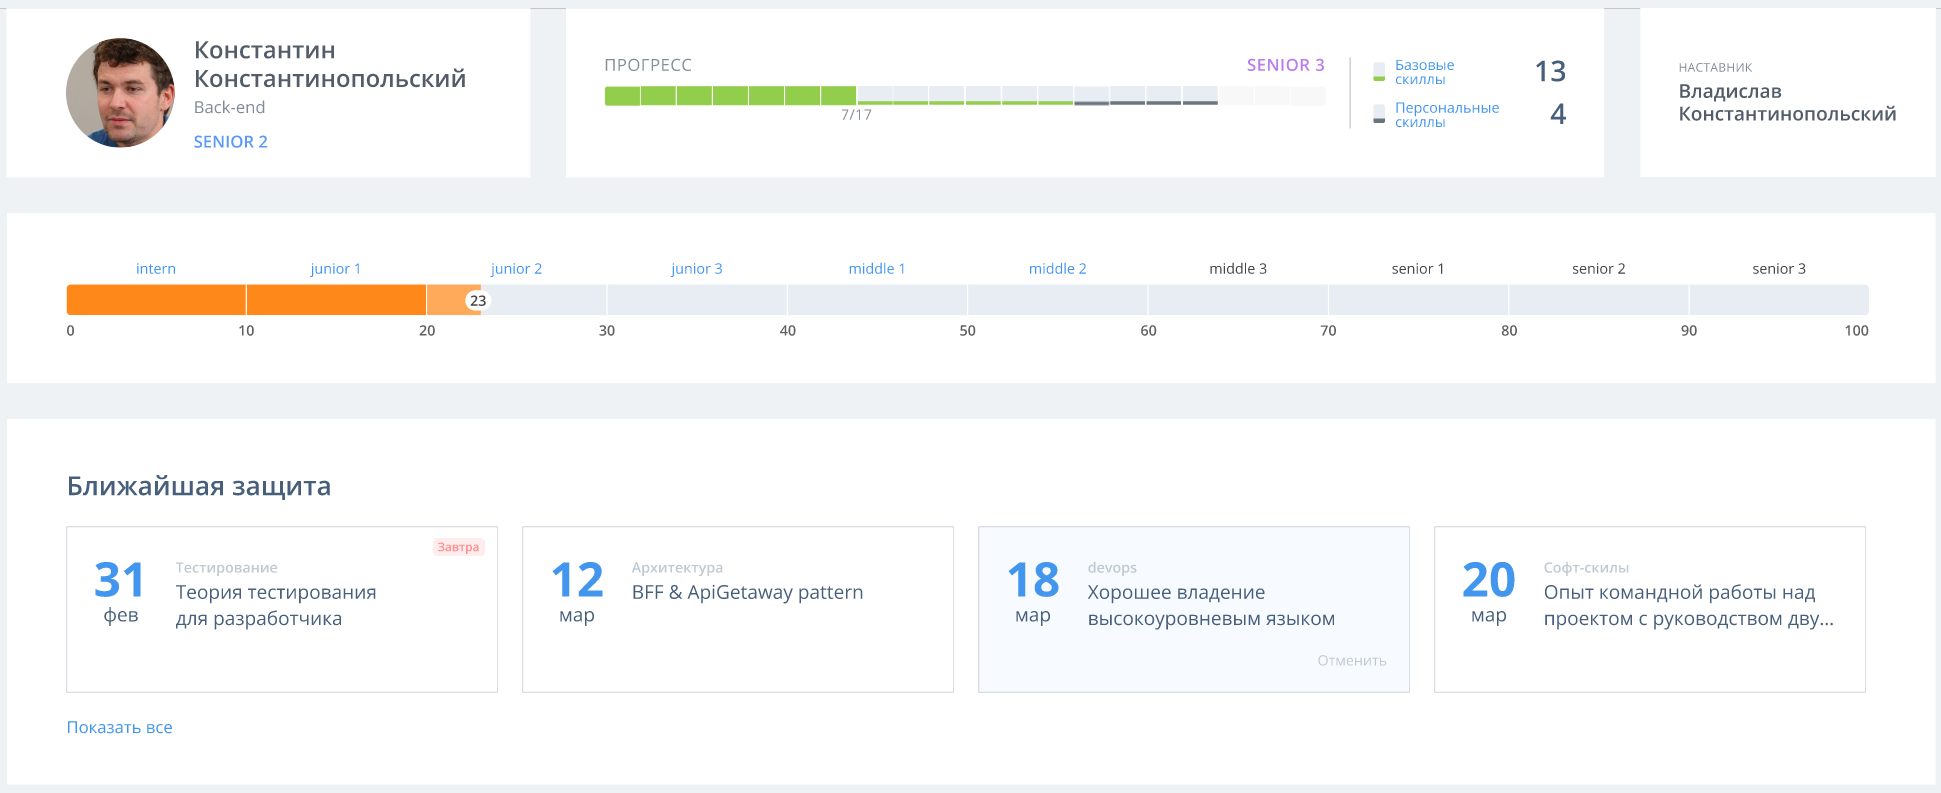 Константин
Константинопольский
Back-end
SENIOR 2
ПРОГРЕСС
SENIOR 3
7/17
Базовые
скиллы
13
Персональные
скиллы
4
НАСТАВНИК
Владислав
Константинопольский
intern junior 1 junior 2 junior 3 middle 1 middle 2 middle 3 senior 1 senior 2 senior 3
23
0 10 20 30 40 50 60 70 80 90 100
Ближайшая защита
Завтра
31
фев
Тестирование
Теория тестирования
для разработчика
12
мар
Архитектура
BFF & ApiGetaway pattern
18
мар
devops
Хорошее владение
высокоуровневым языком
Отменить
20
мар
Софт-скилы
Опыт командной работы над
проектом с руководством дву...
Показать все